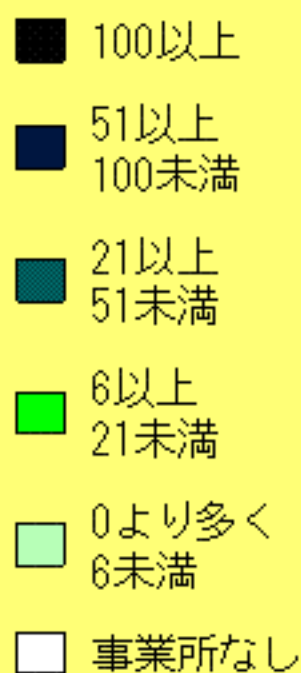 100以上
51以上
100未満
21以上
51未満
6以上
21未満
0より多く
6未満
事業所なし